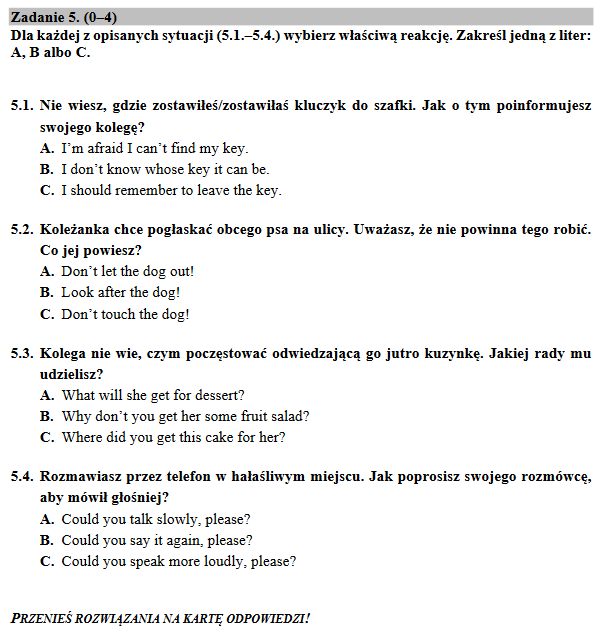 Zadanie 5. (0–4)
Dla każdej z opisanych sytuacji (5.1.–5.4.) wybierz właściwą reakcję. Zakreśl jedną z liter:
A, B albo C.
5.1. Nie wiesz, gdzie zostawiłeś/zostawiłaś kluczyk do szafki. Jak o tym poinformujesz
swojego kolegę?
A. I’m afraid I can’t find my key.
B. I don’t know whose key it can be.
C. I should remember to leave the key.
5.2. Koleżanka chce pogłaskać obcego psa na ulicy. Uważasz, że nie powinna tego robić.
Co jej powiesz?
A. Don’t let the dog out!
B. Look after the dog!
C. Don’t touch the dog!
5.3. Kolega nie wie, czym poczęstować odwiedzającą go jutro kuzynkę. Jakiej rady mu
udzielisz?
A. What will she get for dessert?
B. Why don’t you get her some fruit salad?
C. Where did you get this cake for her?
5.4. Rozmawiasz przez telefon w hałaśliwym miejscu. Jak poprosisz swojego rozmówcę,
aby mówił głośniej?
A. Could you talk slowly, please?
B. Could you say it again, please?
C. Could you speak more loudly, please?
PRZENIEŚ ROZWIĄZANIA NA KARTĘ ODPOWIEDZI!